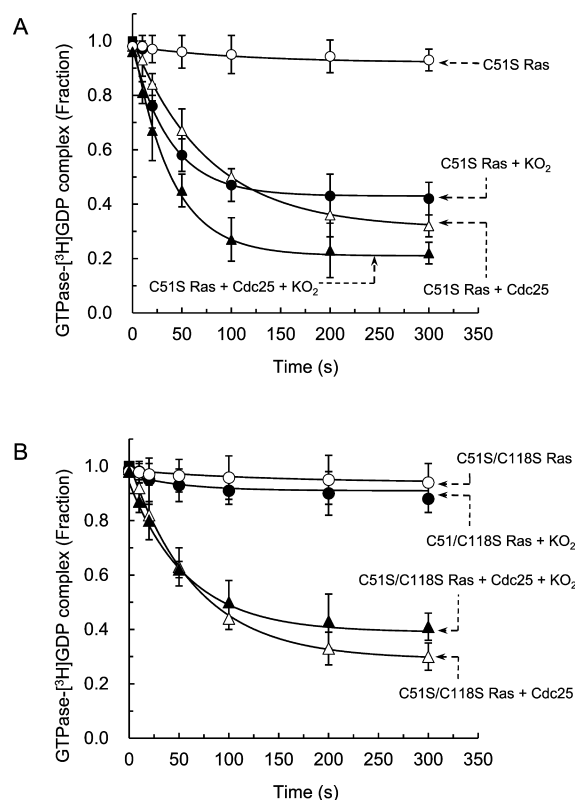 A
GTPase-[³H]GDP complex (Fraction)
1.0
0.8
0.6
0.4
0.2
0.0
C51S Ras
C51S Ras + KO₂
C51S Ras + Cdc25 + KO₂
C51S Ras + Cdc25
0 50 100 150 200 250 300 350
Time (s)
B
GTPase-[³H]GDP complex (Fraction)
1.0
0.8
0.6
0.4
0.2
0.0
C51S/C118S Ras
C51/C118S Ras + KO₂
C51S/C118S Ras + Cdc25 + KO₂
C51S/C118S Ras + Cdc25
0 50 100 150 200 250 300 350
Time (s)